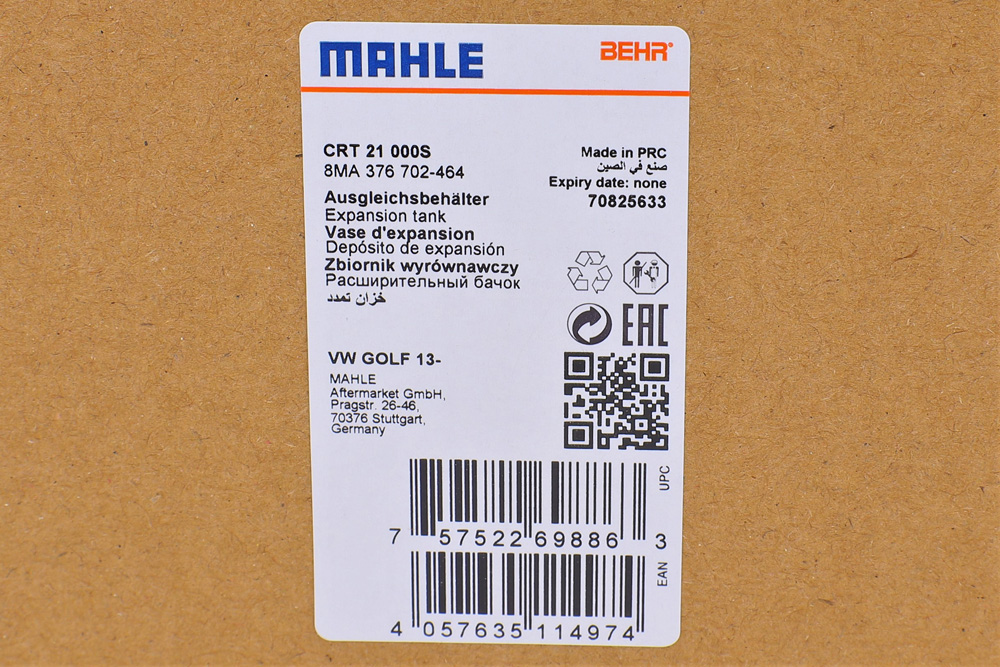 MAHLE
BEHR®
CRT 21 000S
8MA 376 702-464
Made in PRC
صنع في الصين
Expiry date: none
70825633
Ausgleichsbehälter
Expansion tank
Vase d'expansion
Depósito de expansión
Zbiornik wyrównawczy
Расширительный бачок
خزان تمدد
EAC
VW GOLF 13-
MAHLE
Aftermarket GmbH,
Pragstr. 26-46,
70376 Stuttgart,
Germany
UPC
7 57522 69886 3
EAN
4 057635 114974